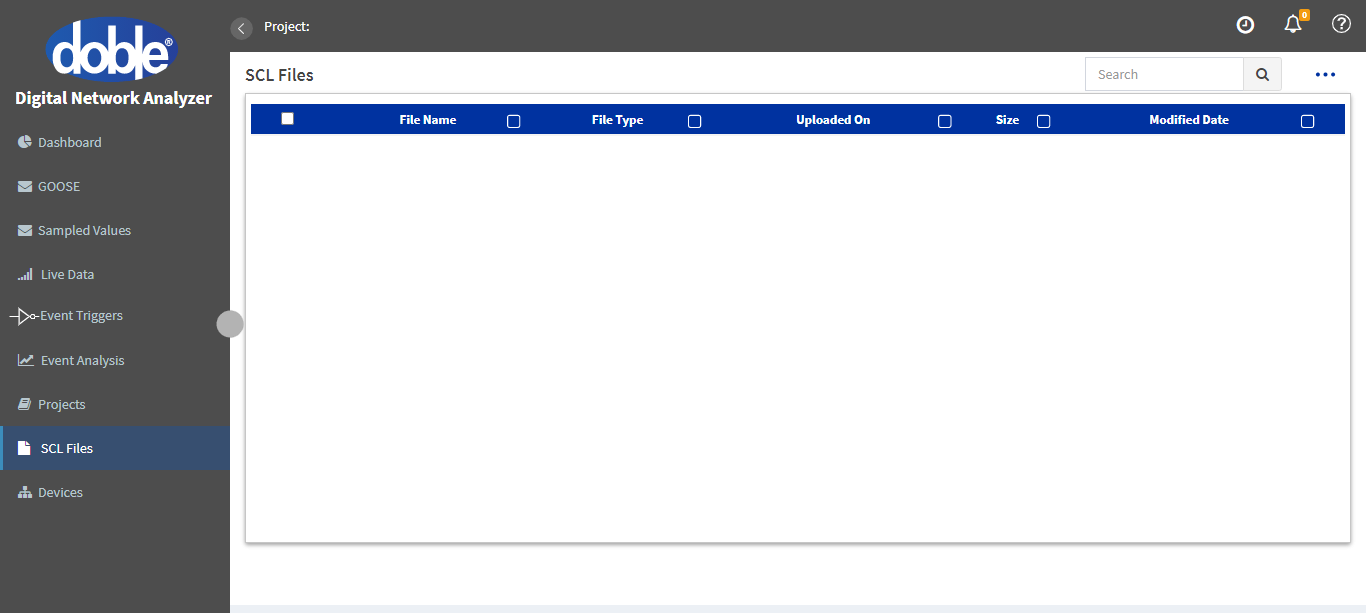 doble®
Digital Network Analyzer
Dashboard
GOOSE
Sampled Values
Live Data
Event Triggers
Event Analysis
Projects
SCL Files
Devices
Project:
0
SCL Files
Search
File Name File Type Uploaded On Size Modified Date